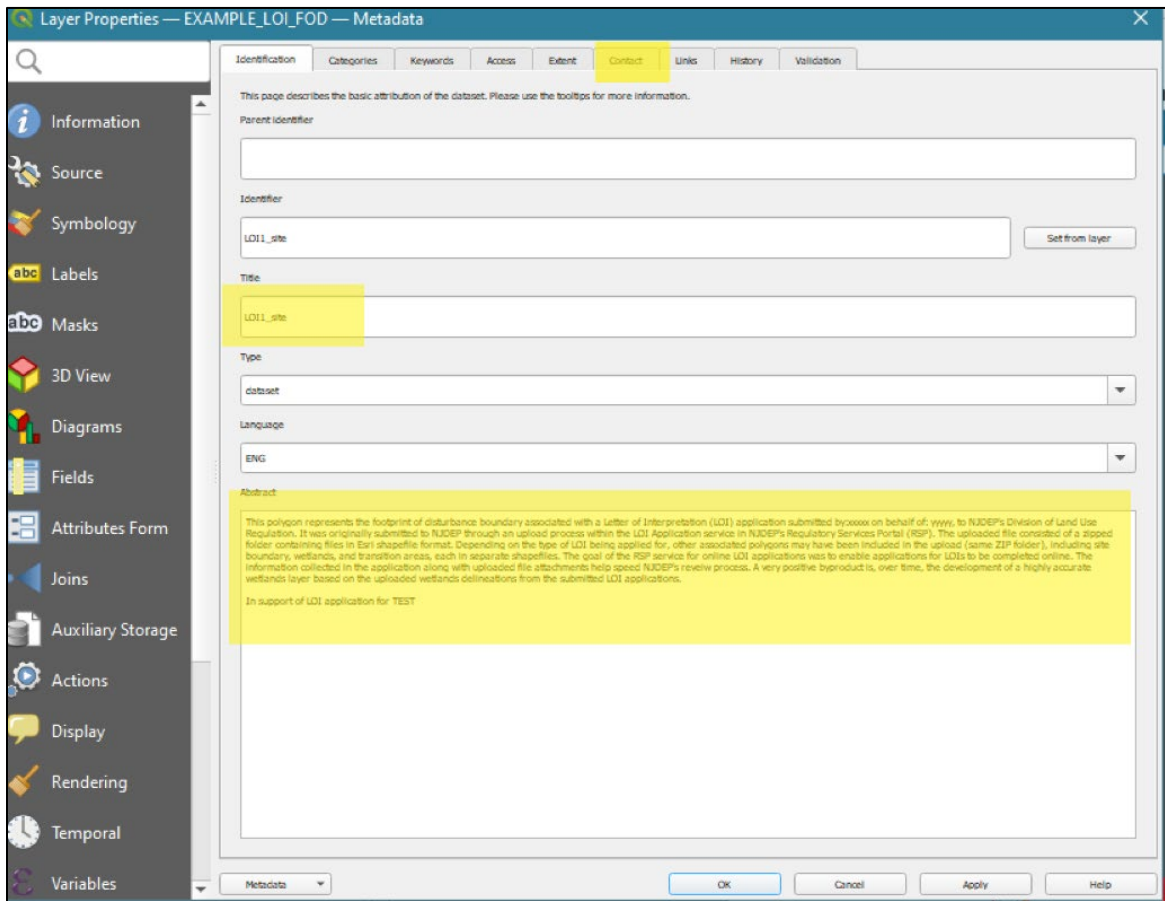 Layer Properties — EXAMPLE_LOI_FOD — Metadata
Information
Source
Symbology
abc Labels
abc Masks
3D View
Diagrams
Fields
Attributes Form
Joins
Auxiliary Storage
Actions
Display
Rendering
Temporal
Variables
Identification Categories Keywords Access Extent Contact Links History Validation
This page describes the basic attribution of the dataset. Please use the tooltips for more information.
Parent Identifier
Identifier
LOI1_site
Set from layer
Title
LOI1_site
Type
dataset
Language
ENG
Abstract
This polygon represents the footprint of disturbance boundary associated with a Letter of Interpretation (LOI) application submitted by:xxxxx on behalf of: yyyy, to NJDEP's Division of Land Use
Regulation. It was originally submitted to NJDEP through an upload process within the LOI Application service in NJDEP's Regulatory Services Portal (RSP). The uploaded file consisted of a zipped
folder containing files in Esri shapefile format. Depending on the type of LOI being applied for, other associated polygons may have been included in the upload (same ZIP folder), including site
boundary, wetlands, and transition areas, each in separate shapefiles. The goal of the RSP service for online LOI applications was to enable applications for LOIs to be completed online. The
information collected in the application along with uploaded file attachments help speed NJDEP's reveiw process. A very positive byproduct is, over time, the development of a highly accurate
wetlands layer based on the uploaded wetlands delineations from the submitted LOI applications.
In support of LOI application for TEST
Metadata
OK
Cancel
Apply
Help